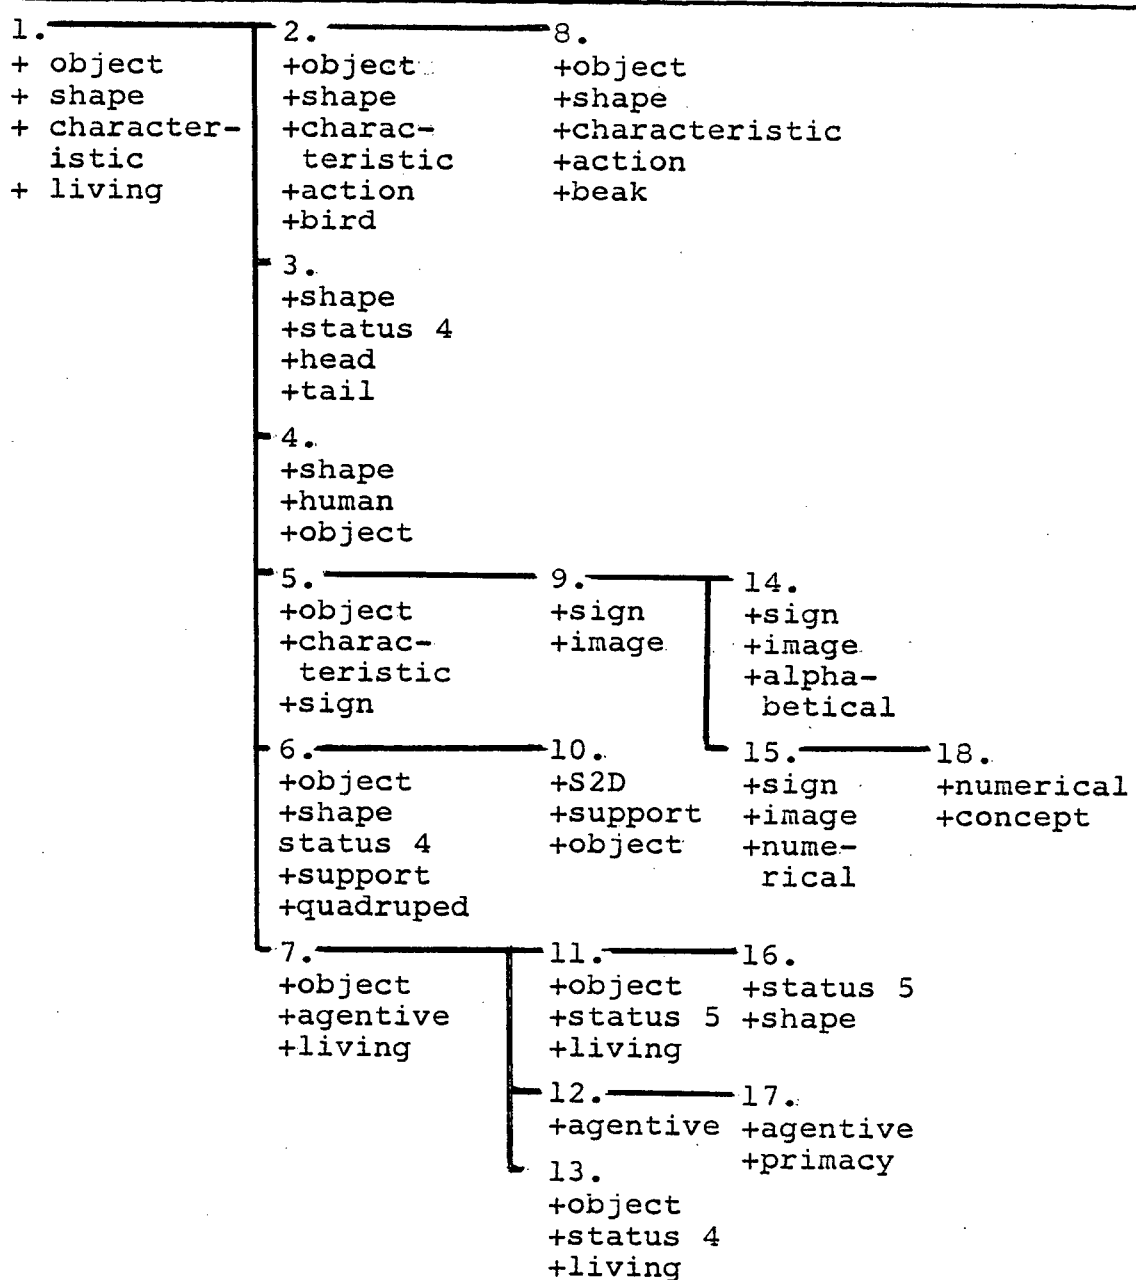 1.
+ object
+ shape
+ character-
istic
+ living
2.
+object
+shape
+charac-
teristic
+action
+bird
8.
+object
+shape
+characteristic
+action
+beak
3.
+shape
+status 4
+head
+tail
4.
+shape
+human
+object
5.
+object
+charac-
teristic
+sign
9.
+sign
+image
14.
+sign
+image
+alpha-
betical
6.
+object
+shape
status 4
+support
+quadruped
10.
+S2D
+support
+object
15.
+sign
+image
+nume-
rical
18.
+numerical
+concept
7.
+object
+agentive
+living
11.
+object
+status 5
+living
16.
+status 5
+shape
12.
+agentive
17.
+agentive
+primacy
13.
+object
+status 4
+living